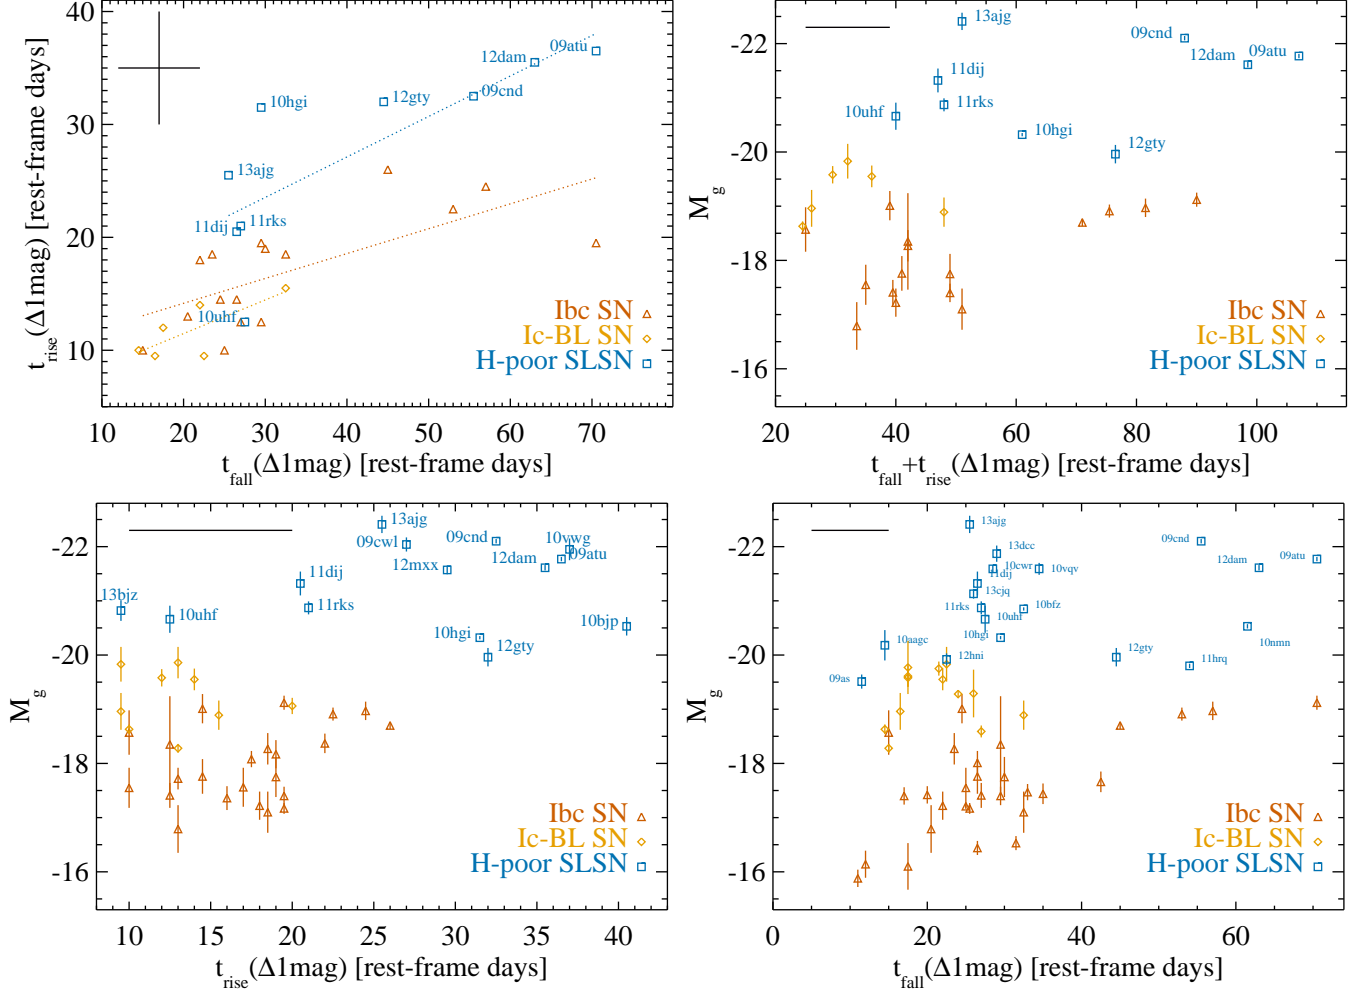 40
30
20
10
t_rise(Δ1mag) [rest-frame days]
09atu
12dam
09cnd
12gty
10hgi
13ajg
11dij
11rks
10uhf
Ibc SN
Ic-BL SN
H-poor SLSN
10 20 30 40 50 60 70
t_fall(Δ1mag) [rest-frame days]
-22
-20
-18
-16
M_g
13ajg
09cnd
12dam
09atu
11dij
11rks
10uhf
10hgi
12gty
Ibc SN
Ic-BL SN
H-poor SLSN
20 40 60 80 100
t_fall+t_rise(Δ1mag) [rest-frame days]
-22
-20
-18
-16
M_g
13ajg
09cwl
09cnd
10vwg
12dam
09atu
12mxx
11dij
11rks
13bjz
10uhf
10hgi
12gty
10bjp
Ibc SN
Ic-BL SN
H-poor SLSN
10 20 30 40
t_rise(Δ1mag) [rest-frame days]
-22
-20
-18
-16
M_g
13ajg
13dcc
10cwr
10vqv
11dij
13cjq
11rks
10bfz
10uhf
10hgi
10aagc
12hni
09as
09cnd
12dam
09atu
10nmn
12gty
11hrq
Ibc SN
Ic-BL SN
H-poor SLSN
0 20 40 60
t_fall(Δ1mag) [rest-frame days]